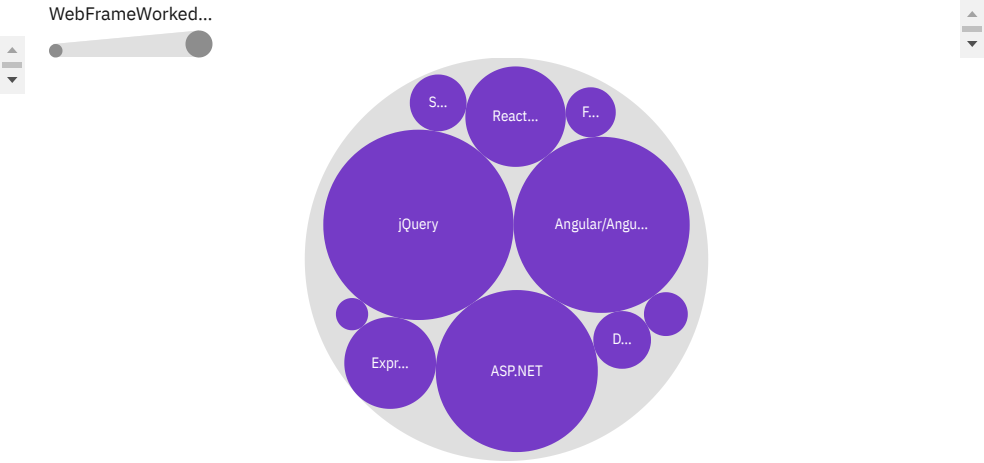 WebFrameWorked...
S...
React...
F...
jQuery
Angular/Angu...
D...
Expr...
ASP.NET